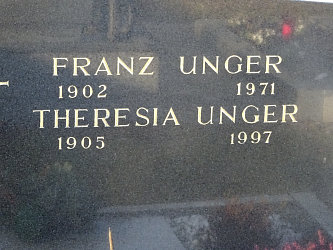 FRANZ UNGER
1902 1971
THERESIA UNGER
1905 1997